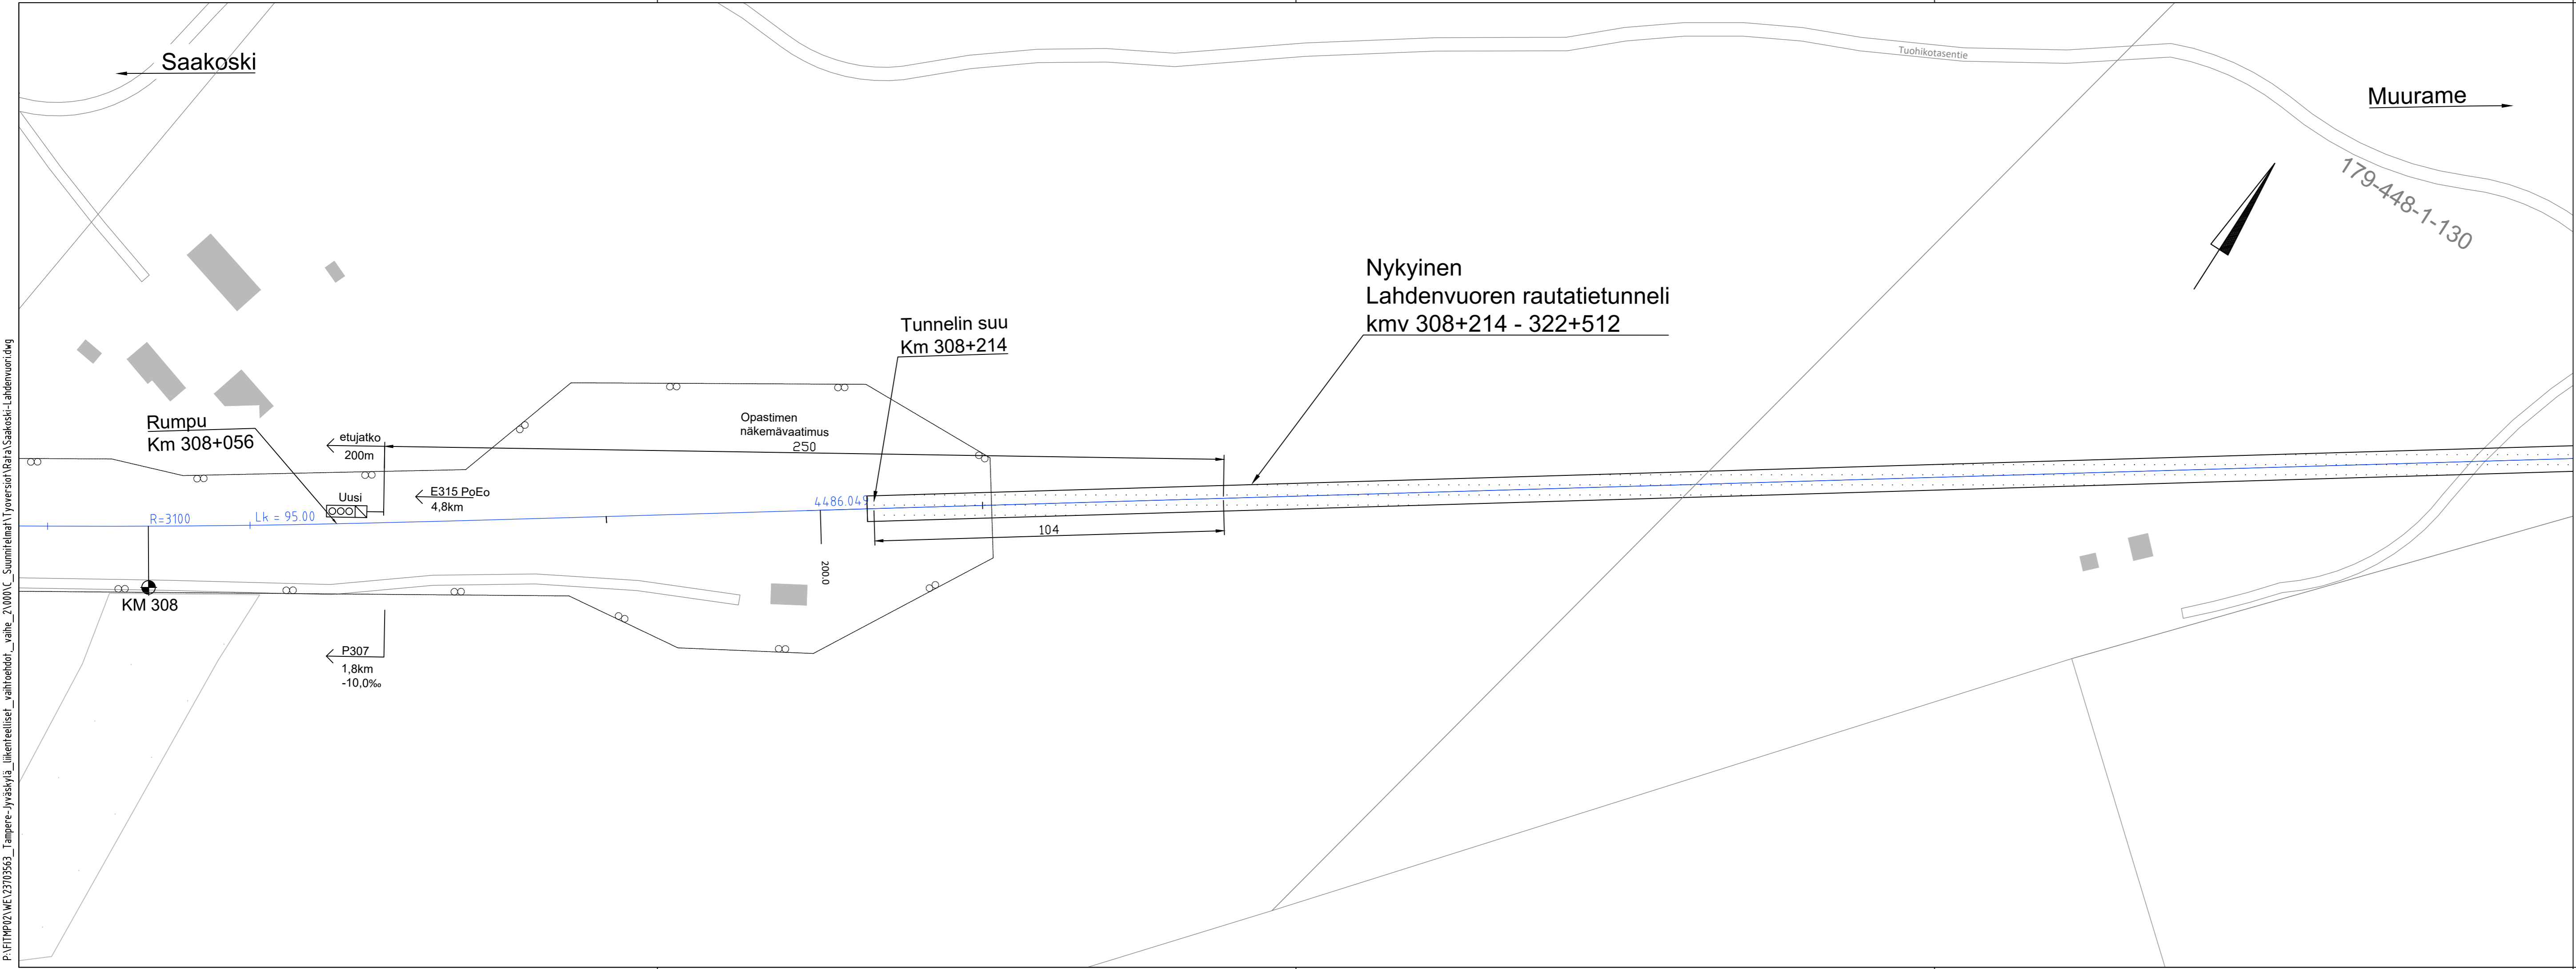 Saakoski
Tuohikotasentie
Muurame
179-448-1-130
Nykyinen
Lahdenvuoren rautatietunneli
kmv 308+214 - 322+512
Tunnelin suu
Km 308+214
Rumpu
Km 308+056
etujatko
200m
Opastimen
näkemävaatimus
250
Uusi
E315 PoEo
4,8km
R=3100
Lk = 95.00
4486.049
104
200.0
KM 308
P307
1,8km
-10,0‰
P:\FITMP02\WE\23703563_Tampere-Jyväskylä_liikenteelliset_vaihtoehdot,_vaihe_2\000\C_Suunnitelmat\Tyoversiot\Rata\Saakoski-Lahdenvuori.dwg